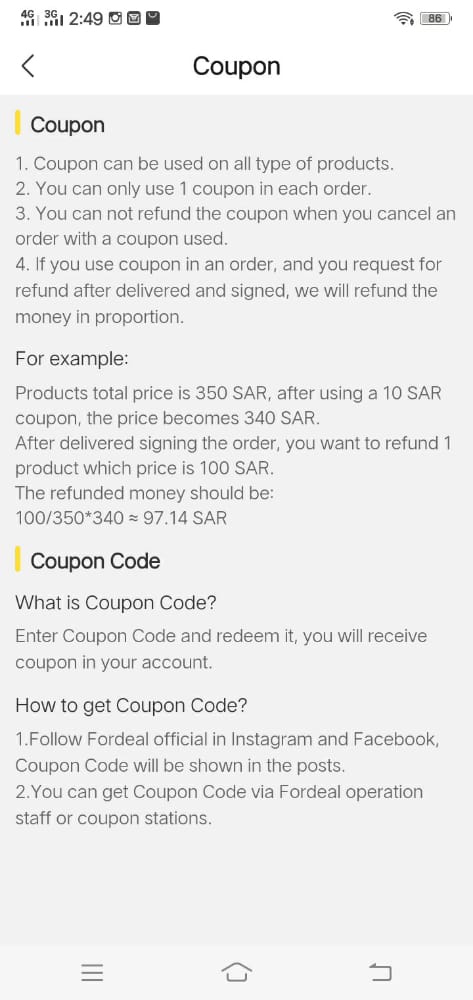 4G 3G 2:49 86
Coupon
Coupon
1. Coupon can be used on all type of products.
2. You can only use 1 coupon in each order.
3. You can not refund the coupon when you cancel an
order with a coupon used.
4. If you use coupon in an order, and you request for
refund after delivered and signed, we will refund the
money in proportion.
For example:
Products total price is 350 SAR, after using a 10 SAR
coupon, the price becomes 340 SAR.
After delivered signing the order, you want to refund 1
product which price is 100 SAR.
The refunded money should be:
100/350*340 ≈ 97.14 SAR
Coupon Code
What is Coupon Code?
Enter Coupon Code and redeem it, you will receive
coupon in your account.
How to get Coupon Code?
1.Follow Fordeal official in Instagram and Facebook,
Coupon Code will be shown in the posts.
2.You can get Coupon Code via Fordeal operation
staff or coupon stations.